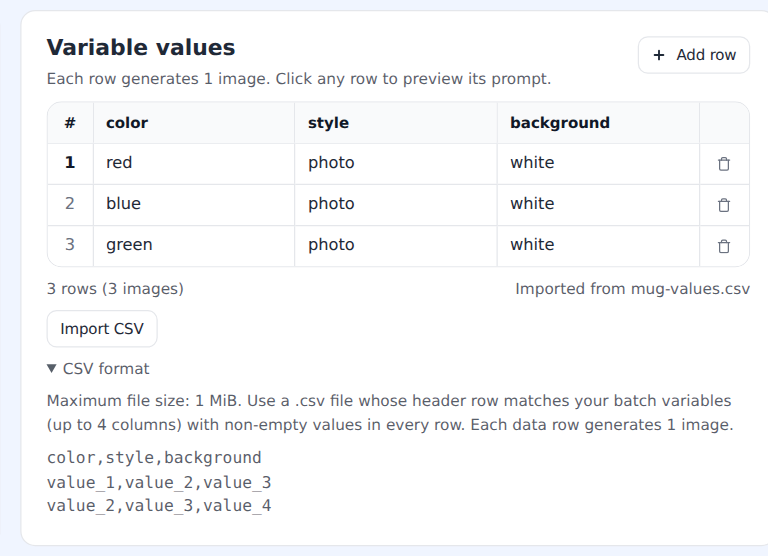 Variable values
+ Add row
Each row generates 1 image. Click any row to preview its prompt.
# color style background
1 red photo white
2 blue photo white
3 green photo white
3 rows (3 images) Imported from mug-values.csv
Import CSV
▼ CSV format
Maximum file size: 1 MiB. Use a .csv file whose header row matches your batch variables
(up to 4 columns) with non-empty values in every row. Each data row generates 1 image.
color,style,background
value_1,value_2,value_3
value_2,value_3,value_4